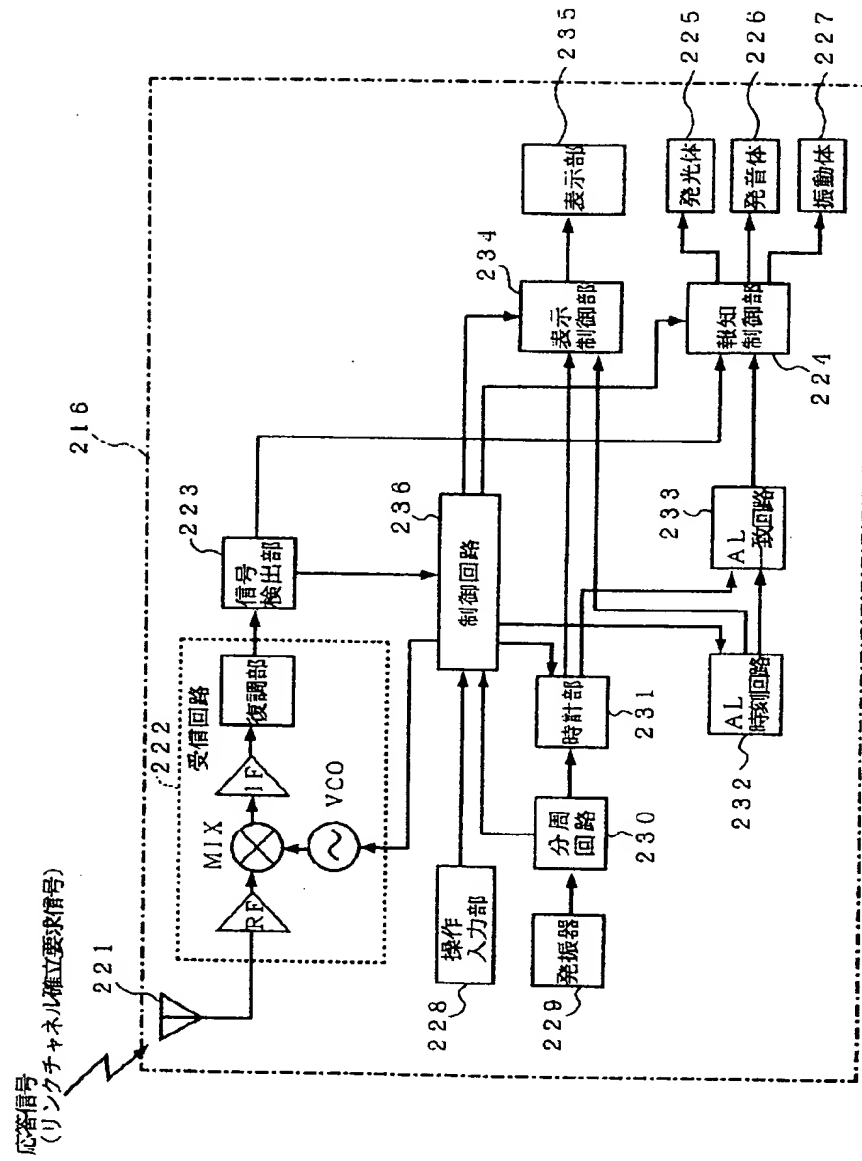 応答信号
(リンクチャネル確立要求信号)
221
216
222
受信回路
RF
MIX
IF
VCO
復調部
223
信号
検出部
236
制御回路
228
操作
入力部
229
発振器
230
分周
回路
231
時計部
232
AL
時刻回路
233
AL
一致回路
234
表示
制御部
235
表示部
224
報知
制御部
225
発光体
226
発音体
227
振動体